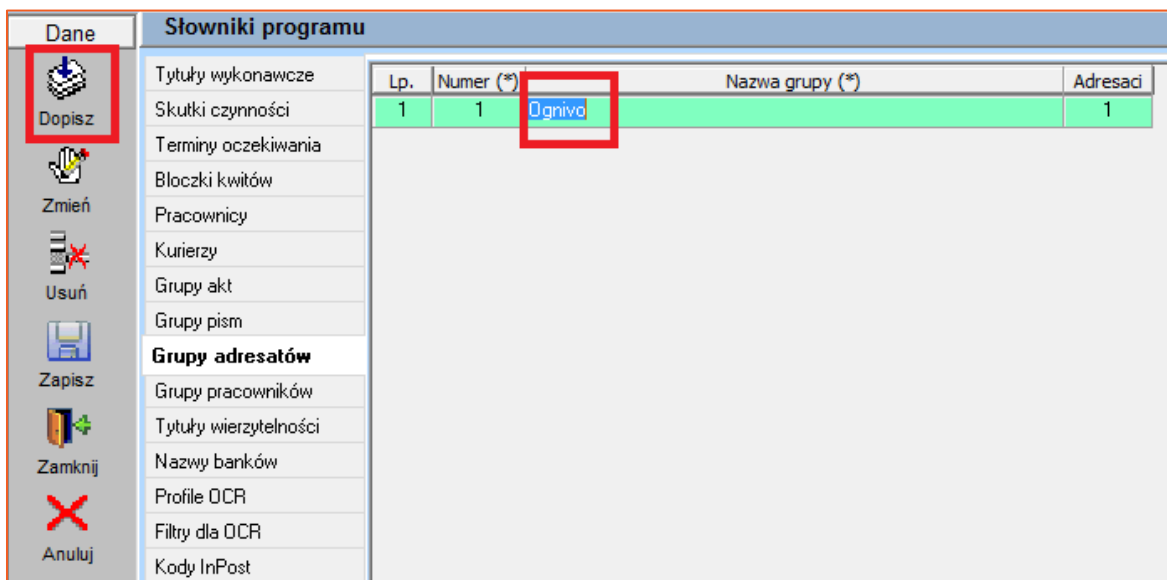 Dane
Słowniki programu
Dopisz
Zmień
Usuń
Zapisz
Zamknij
Anuluj
Tytuły wykonawcze
Skutki czynności
Terminy oczekiwania
Bloczki kwitów
Pracownicy
Kurierzy
Grupy akt
Grupy pism
Grupy adresatów
Grupy pracowników
Tytuły wierzytelności
Nazwy banków
Profile OCR
Filtry dla OCR
Kody InPost
Lp. Numer (*) Nazwa grupy (*) Adresaci
1 1 Ognivo 1